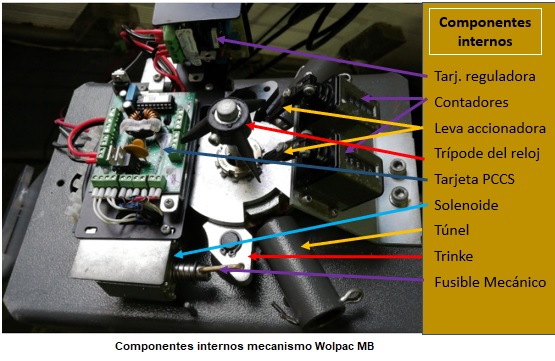 Componentes
internos
Tarj. reguladora
Contadores
Leva accionadora
Trípode del reloj
Tarjeta PCCS
Solenoide
Túnel
Trinke
Fusible Mecánico
Componentes internos mecanismo Wolpac MB